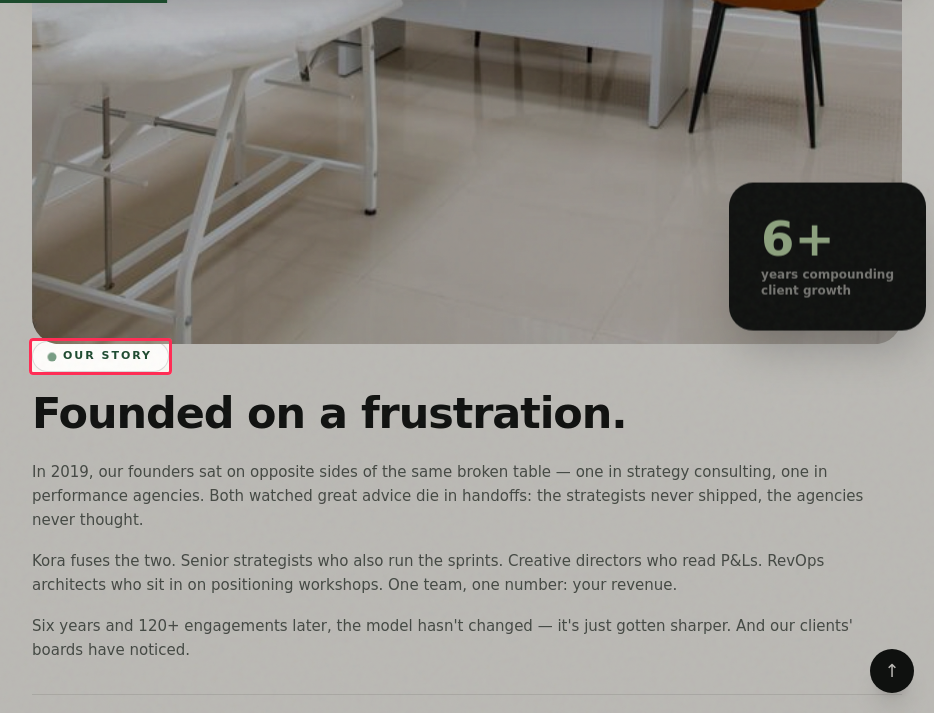 6+
years compounding
client growth
OUR STORY
Founded on a frustration.
In 2019, our founders sat on opposite sides of the same broken table — one in strategy consulting, one in
performance agencies. Both watched great advice die in handoffs: the strategists never shipped, the agencies
never thought.
Kora fuses the two. Senior strategists who also run the sprints. Creative directors who read P&Ls. RevOps
architects who sit in on positioning workshops. One team, one number: your revenue.
Six years and 120+ engagements later, the model hasn't changed — it's just gotten sharper. And our clients'
boards have noticed.
↑